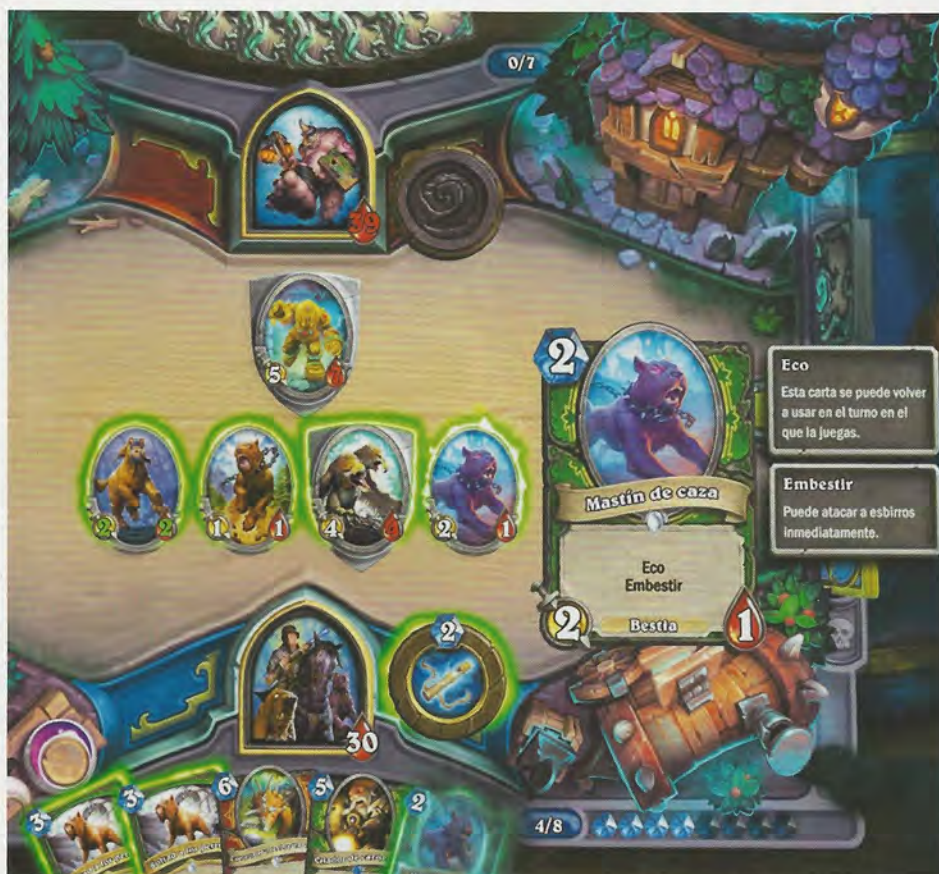 0/7
39
5
2
Mastín de caza
Eco
Embestir
2
Bestia
1
Eco
Esta carta se puede volver
a usar en el turno en el
que la juegas.
Embestir
Puede atacar a esbirros
inmediatamente.
2
2
1
1
4
2
1
2
30
3
3
6
5
2
4/8